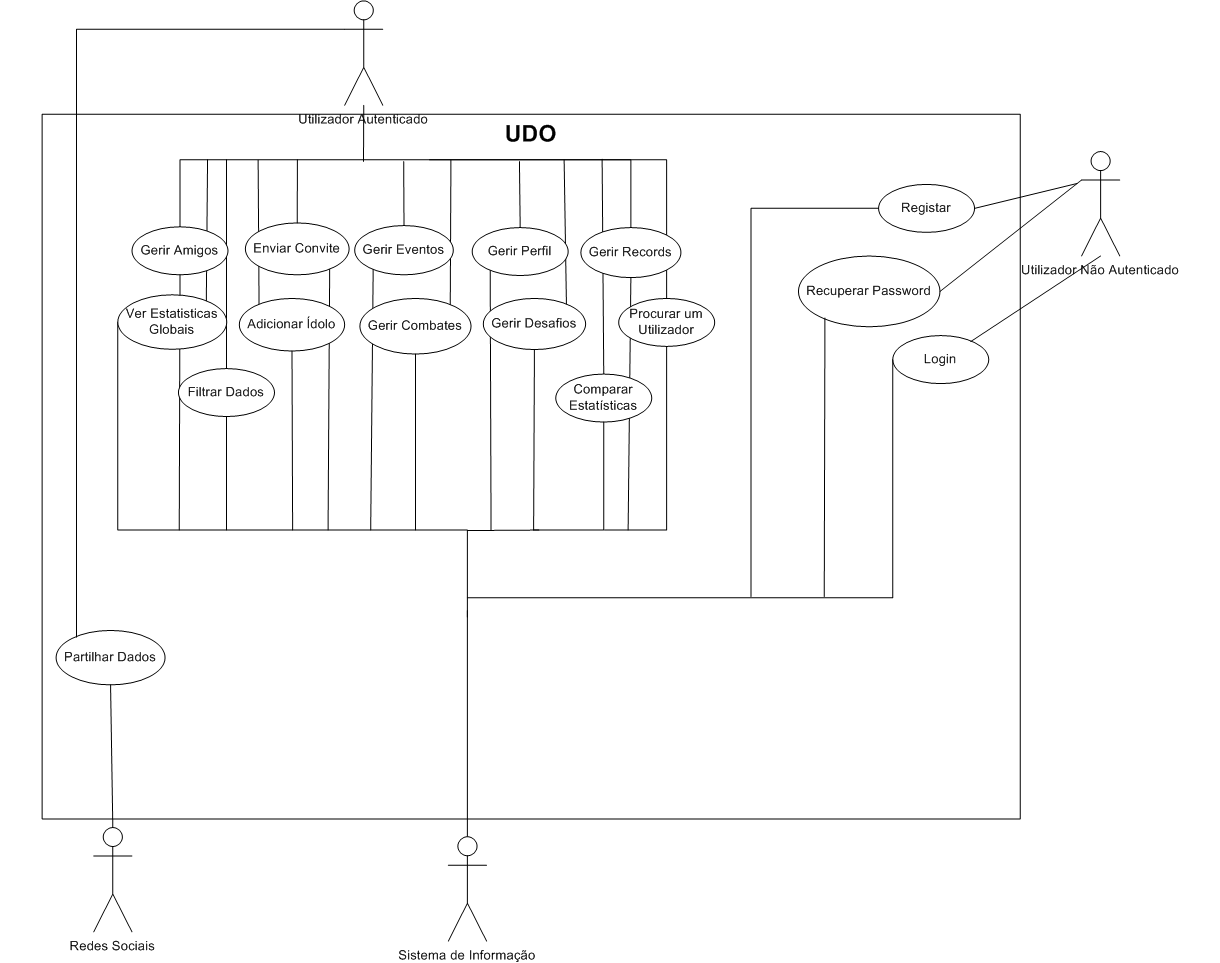 Utilizador Autenticado
UDO
Registar
Gerir Amigos
Enviar Convite
Gerir Eventos
Gerir Perfil
Gerir Records
Utilizador Não Autenticado
Recuperar Password
Ver Estatisticas
Globais
Adicionar Ídolo
Gerir Combates
Gerir Desafios
Procurar um
Utilizador
Login
Filtrar Dados
Comparar
Estatísticas
Partilhar Dados
Redes Sociais
Sistema de Informação